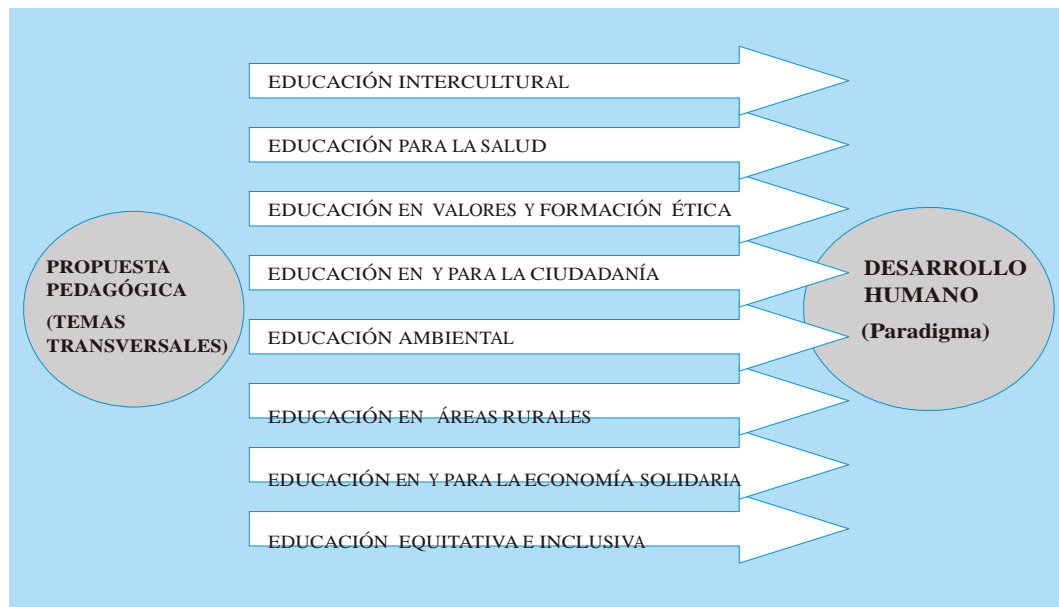 EDUCACIÓN INTERCULTURAL
EDUCACIÓN PARA LA SALUD
EDUCACIÓN EN VALORES Y FORMACIÓN ÉTICA
PROPUESTA
PEDAGÓGICA
(TEMAS
TRANSVERSALES)
EDUCACIÓN EN Y PARA LA CIUDADANÍA
EDUCACIÓN AMBIENTAL
EDUCACIÓN EN ÁREAS RURALES
EDUCACIÓN EN Y PARA LA ECONOMÍA SOLIDARIA
EDUCACIÓN EQUITATIVA E INCLUSIVA
DESARROLLO
HUMANO
(Paradigma)